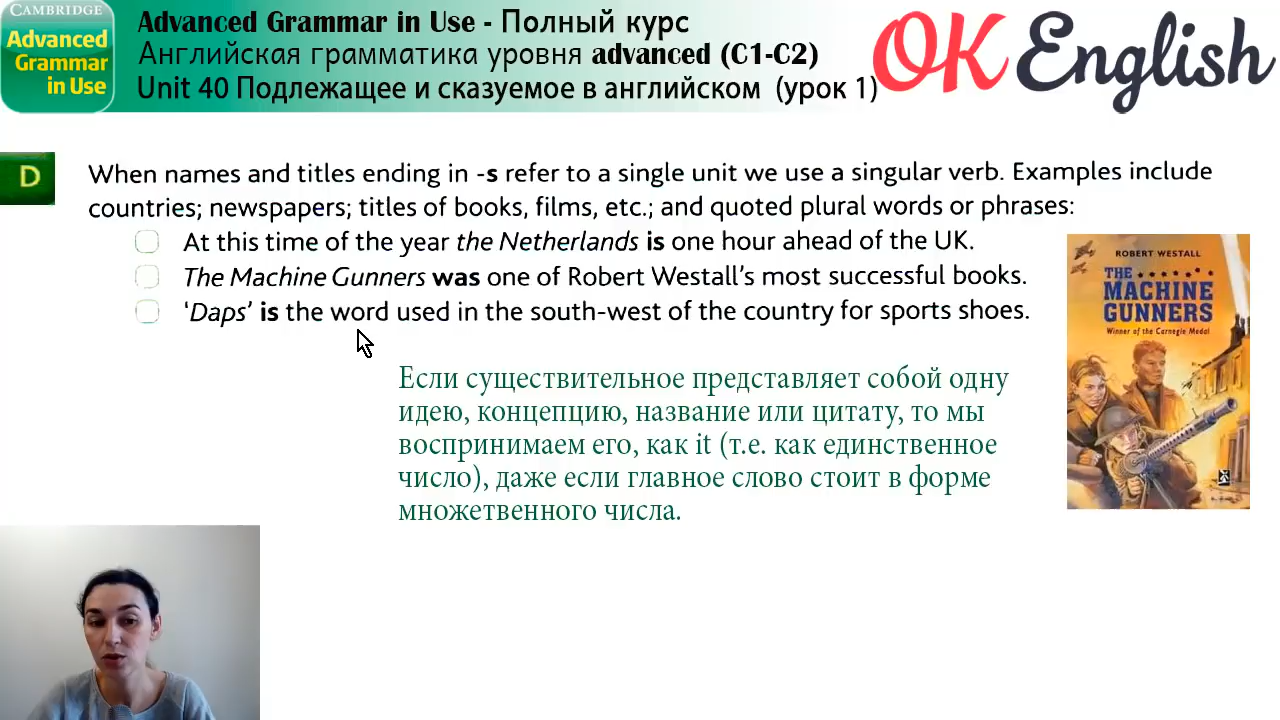 CAMBRIDGE
Advanced
Grammar
in Use
Advanced Grammar in Use - Полный курс
Английская грамматика уровня advanced (C1-C2)
Unit 40 Подлежащее и сказуемое в английском (урок 1)
OK English
D
When names and titles ending in -s refer to a single unit we use a singular verb. Examples include
countries; newspapers; titles of books, films, etc.; and quoted plural words or phrases:
At this time of the year the Netherlands is one hour ahead of the UK.
The Machine Gunners was one of Robert Westall's most successful books.
‘Daps’ is the word used in the south-west of the country for sports shoes.
ROBERT WESTALL
THE
MACHINE
GUNNERS
Winner of the Carnegie Medal
Если существительное представляет собой одну
идею, концепцию, название или цитату, то мы
воспринимаем его, как it (т.е. как единственное
число), даже если главное слово стоит в форме
множетвенного числа.